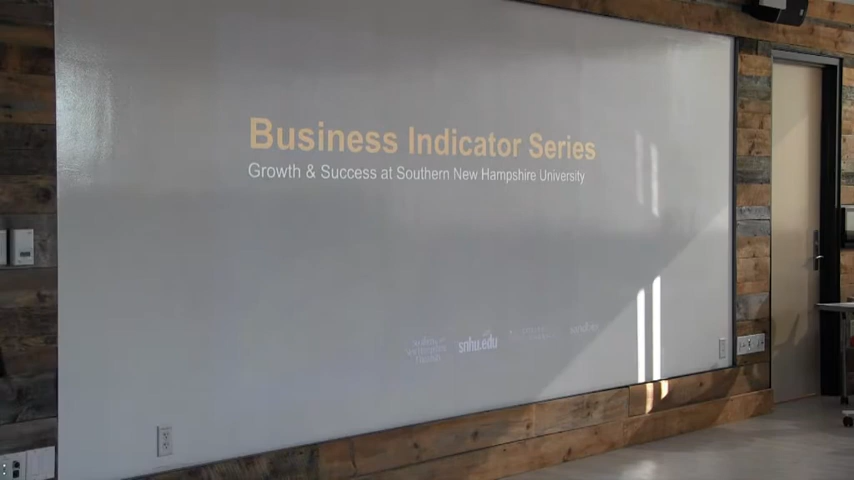 Business Indicator Series
Growth & Success at Southern New Hampshire University
snhu.edu